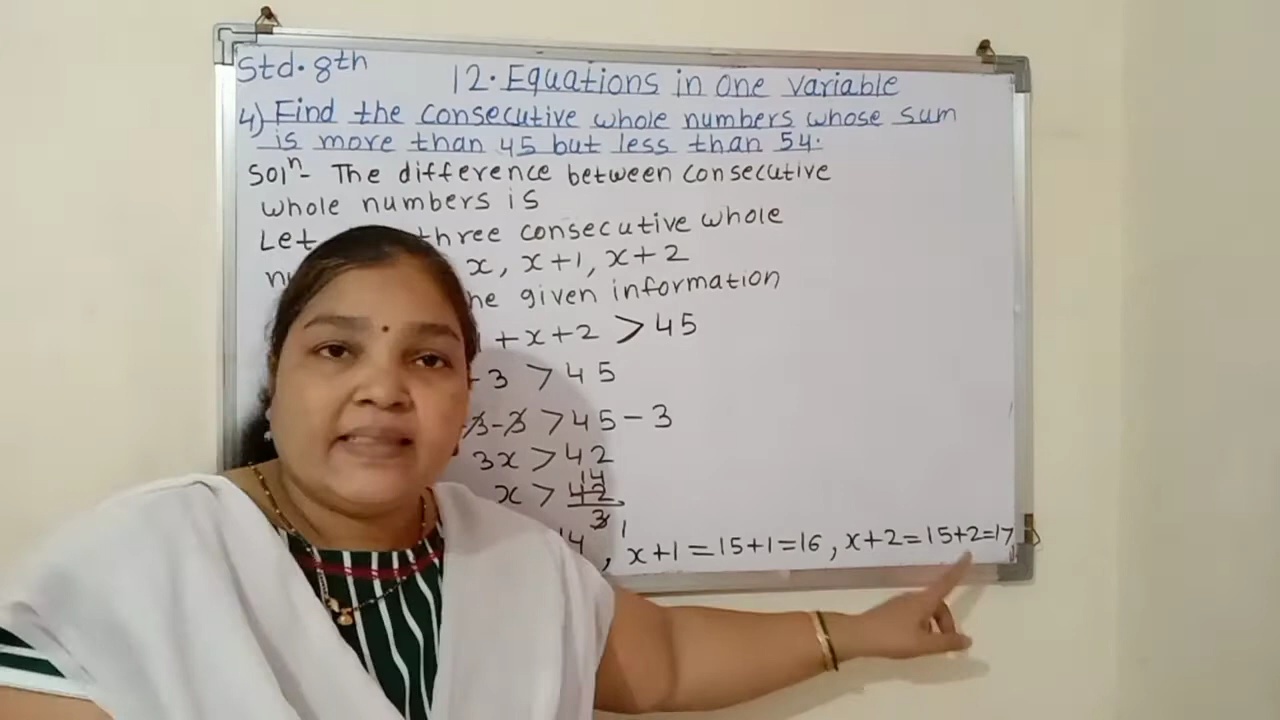 Std. 8th
12. Equations in one variable
4) Find the consecutive whole numbers whose sum
is more than 45 but less than 54.
Solⁿ- The difference between consecutive
whole numbers is
Let three consecutive whole
x, x+1, x+2
given information
+x+2 > 45
3 > 45
-3 > 45-3
3x > 42
14
x > 42
3 1
14 , x+1=15+1=16, x+2=15+2=17